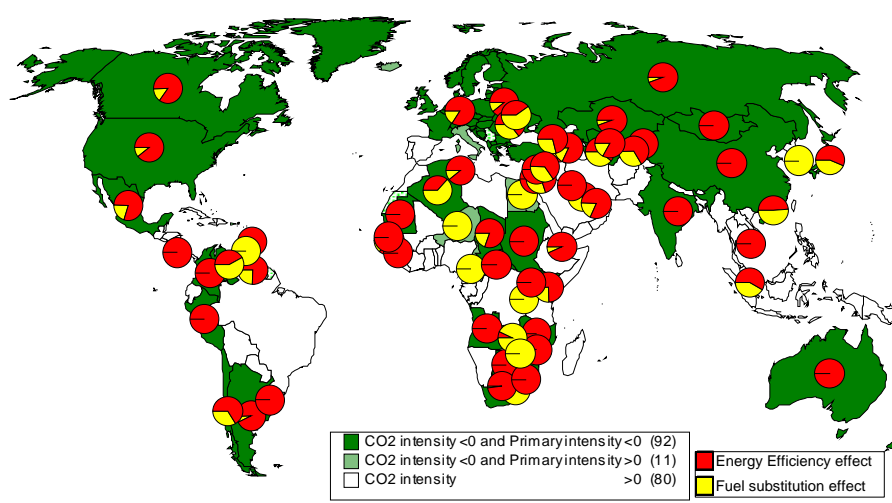 CO2 intensity <0 and Primary intensity <0 (92)
CO2 intensity <0 and Primary intensity >0 (11)
CO2 intensity >0 (80)
Energy Efficiency effect
Fuel substitution effect